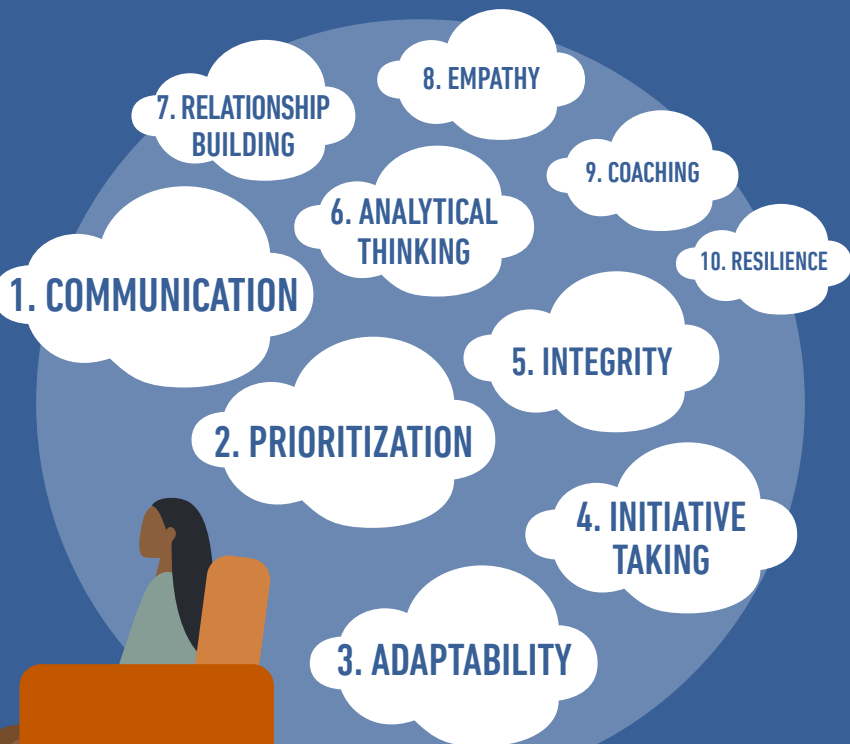 1. COMMUNICATION
2. PRIORITIZATION
3. ADAPTABILITY
4. INITIATIVE
TAKING
5. INTEGRITY
6. ANALYTICAL
THINKING
7. RELATIONSHIP
BUILDING
8. EMPATHY
9. COACHING
10. RESILIENCE